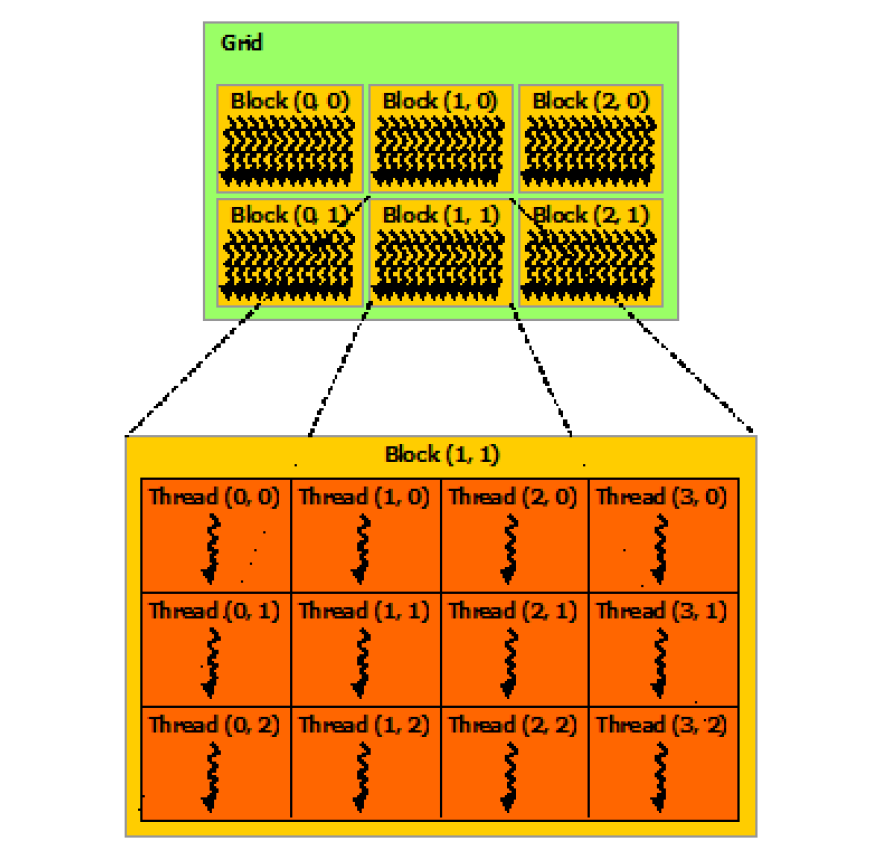 Grid
Block (0, 0) Block (1, 0) Block (2, 0)
Block (0, 1) Block (1, 1) Block (2, 1)
Block (1, 1)
Thread (0, 0) Thread (1, 0) Thread (2, 0) Thread (3, 0)
Thread (0, 1) Thread (1, 1) Thread (2, 1) Thread (3, 1)
Thread (0, 2) Thread (1, 2) Thread (2, 2) Thread (3, 2)